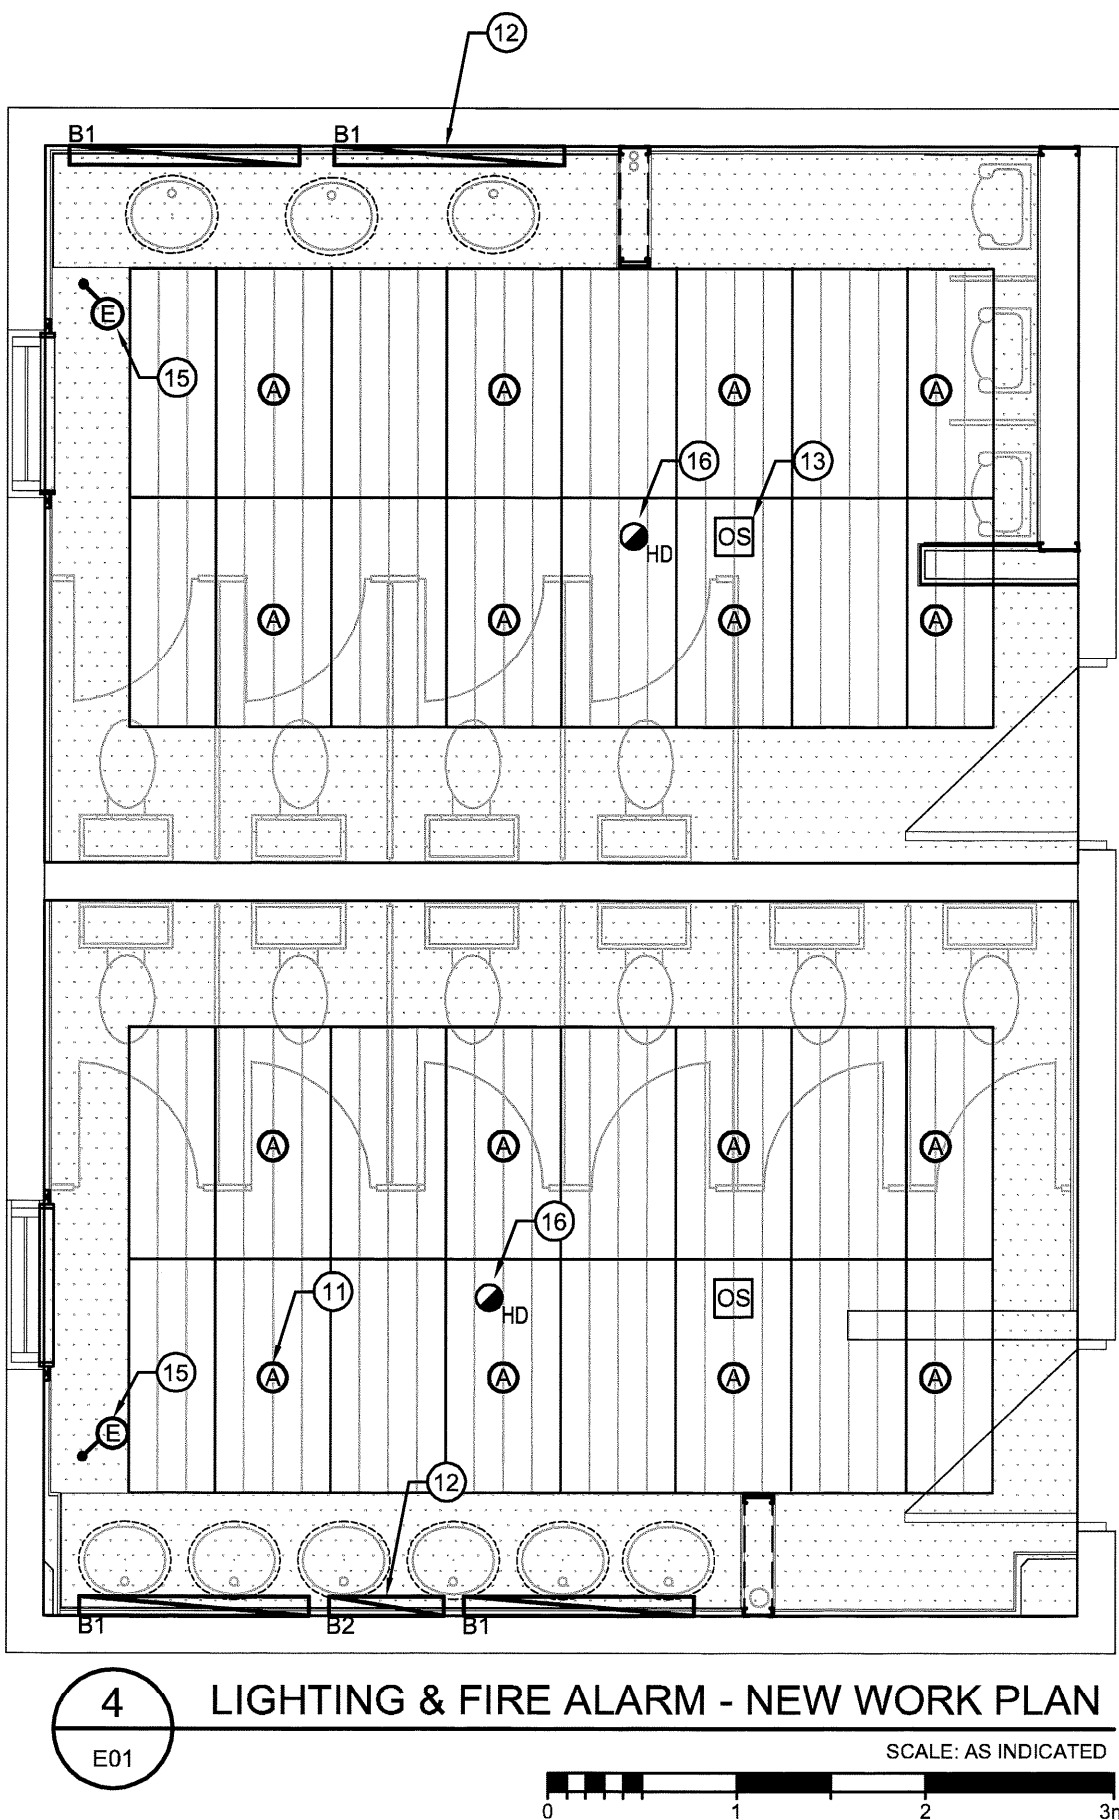 12
B1 B1
E
15
A A A A
16 13
HD OS
A A A A
A A A A
16
11
HD OS
15
A A A A
E
12
B1 B2 B1
4
E01
LIGHTING & FIRE ALARM - NEW WORK PLAN
SCALE: AS INDICATED
0 1 2